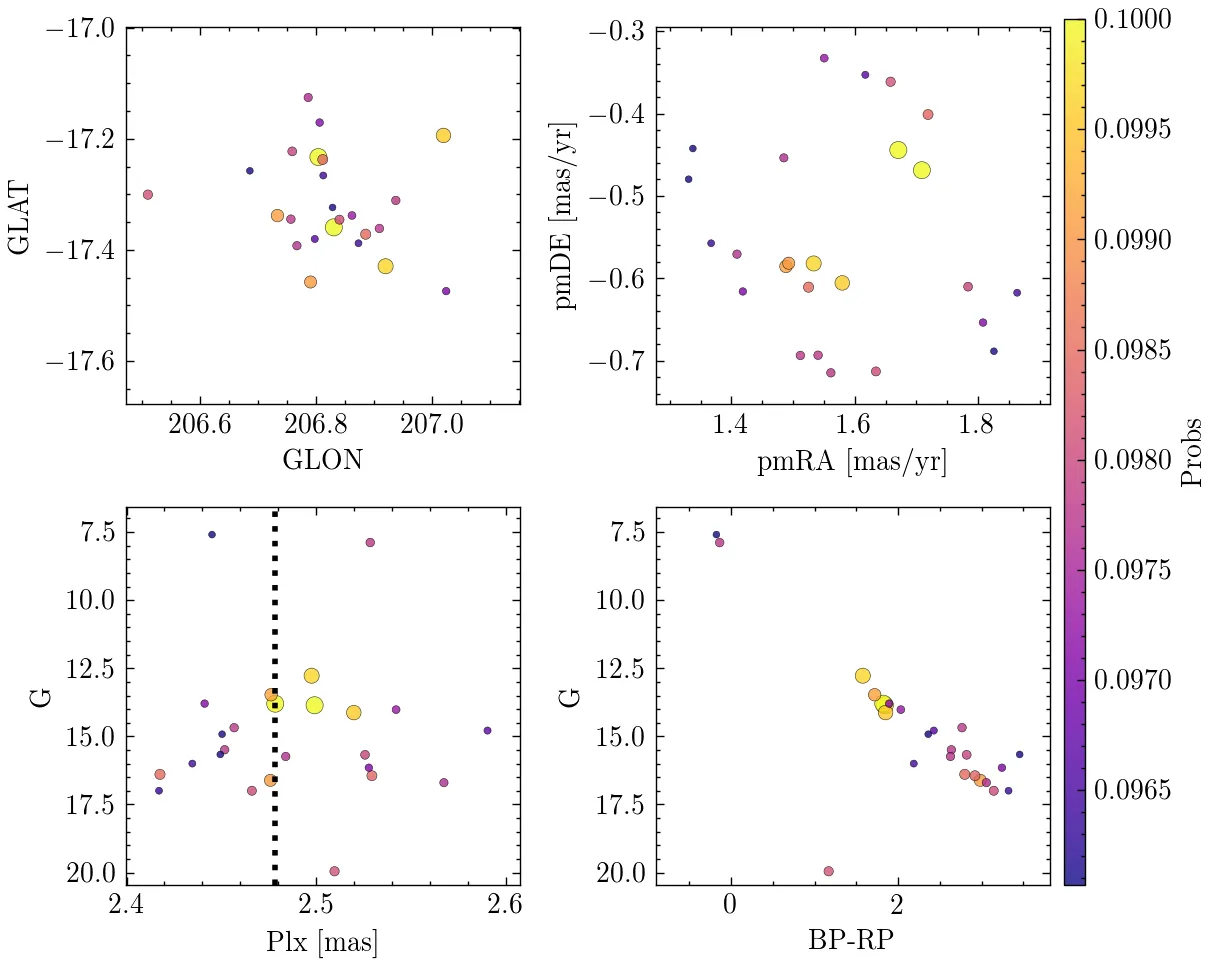 −17.0
−17.2
−17.4
−17.6
GLAT
206.6 206.8 207.0
GLON
−0.3
−0.4
−0.5
−0.6
−0.7
pmDE [mas/yr]
1.4 1.6 1.8
pmRA [mas/yr]
7.5
10.0
12.5
15.0
17.5
20.0
G
2.4 2.5 2.6
Plx [mas]
7.5
10.0
12.5
15.0
17.5
20.0
G
0 2
BP-RP
0.1000
0.0995
0.0990
0.0985
0.0980
0.0975
0.0970
0.0965
Probs